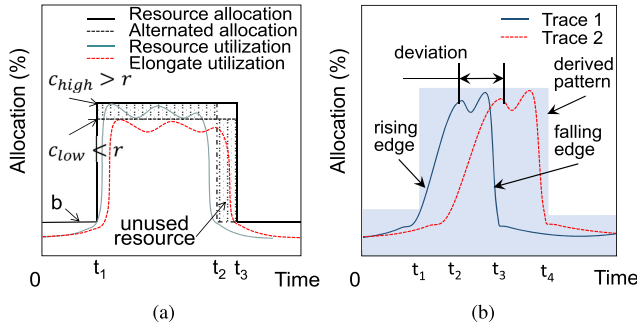 (a)
Resource allocation
Alternated allocation
Resource utilization
Elongate utilization
Allocation (%)
c_high > r
c_low < r
b
unused
resource
0
t₁
t₂
t₃
Time
(a)
(b)
Trace 1
Trace 2
deviation
derived
pattern
Allocation (%)
rising
edge
falling
edge
0
t₁
t₂
t₃
t₄
Time
(b)